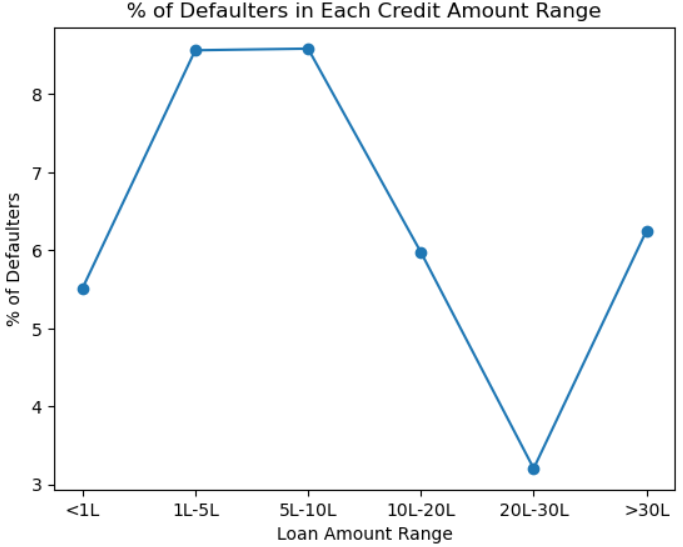 % of Defaulters in Each Credit Amount Range
% of Defaulters
8
7
6
5
4
3
<1L 1L-5L 5L-10L 10L-20L 20L-30L >30L
Loan Amount Range